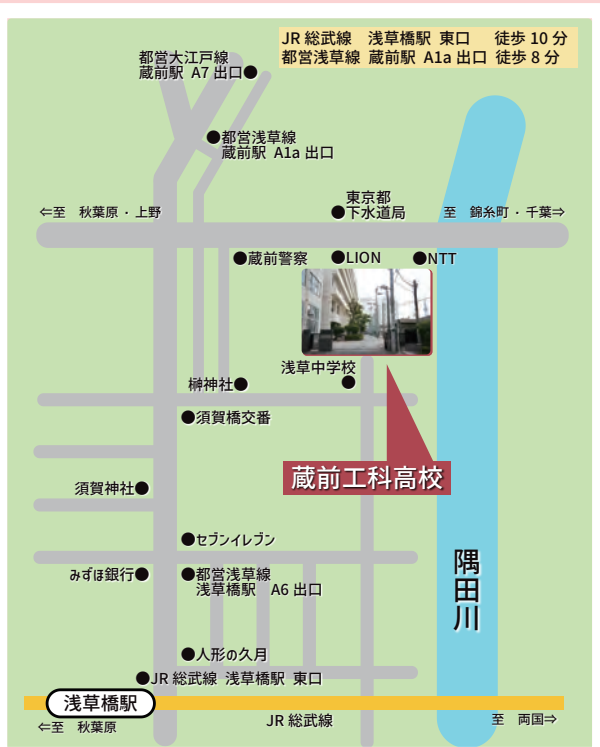 JR 総武線 浅草橋駅 東口 徒歩 10 分
都営浅草線 蔵前駅 A1a 出口 徒歩 8 分
都営大江戸線
蔵前駅 A7 出口●
●都営浅草線
蔵前駅 A1a 出口
東京都
●下水道局
⇐至 秋葉原・上野
至 錦糸町・千葉⇒
●蔵前警察
●LION
●NTT
浅草中学校
●
榊神社●
●須賀橋交番
蔵前工科高校
須賀神社●
●セブンイレブン
みずほ銀行●
●都営浅草線
浅草橋駅 A6 出口
隅田川
●人形の久月
●JR 総武線 浅草橋駅 東口
浅草橋駅
⇐至 秋葉原
JR 総武線
至 両国⇒